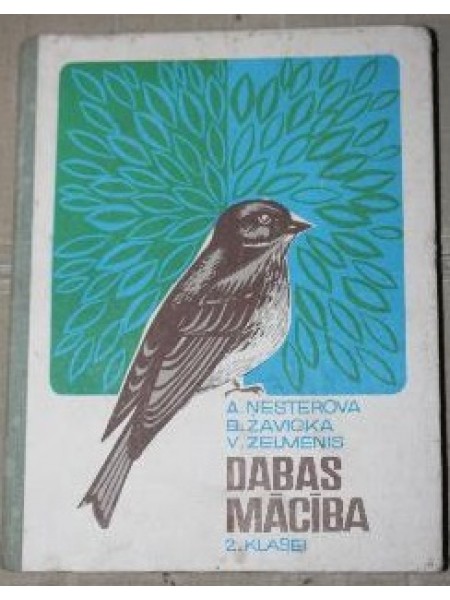 A. NESTEROVA
B. ZAVICKA
V. ZELMENIS
DABAS
MĀCĪBA
2. KLASEI